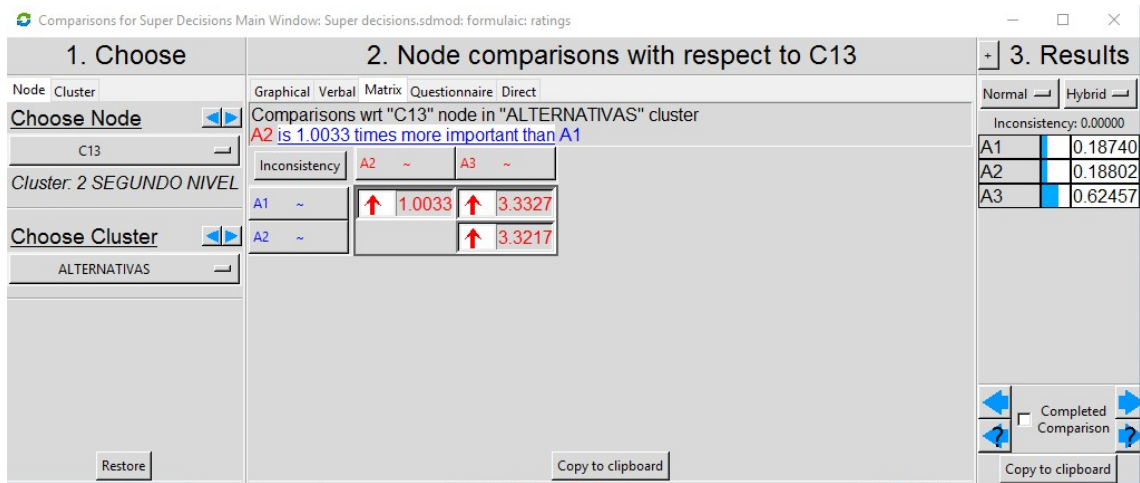 Comparisons for Super Decisions Main Window: Super decisions.sdmod: formulaic: ratings
1. Choose
2. Node comparisons with respect to C13
+ 3. Results
Node Cluster
Graphical Verbal Matrix Questionnaire Direct
Normal Hybrid
Choose Node
C13
Cluster: 2 SEGUNDO NIVEL
Choose Cluster
ALTERNATIVAS
Restore
Comparisons wrt "C13" node in "ALTERNATIVAS" cluster
A2 is 1.0033 times more important than A1
Inconsistency A2 ~ A3 ~
A1 ~ 1.0033 3.3327
A2 ~ 3.3217
Copy to clipboard
Inconsistency: 0.00000
A1 0.18740
A2 0.18802
A3 0.62457
Completed
Comparison
? ?
Copy to clipboard